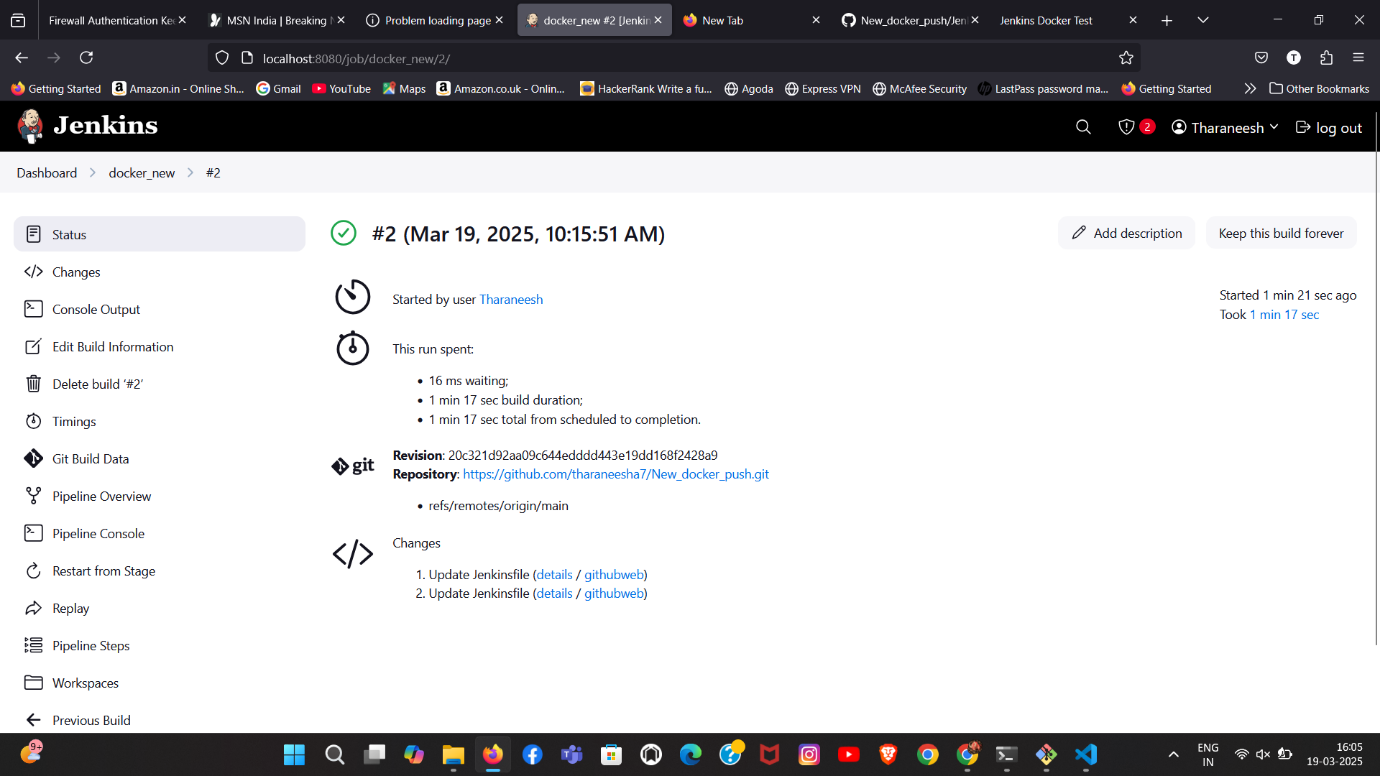 Firewall Authentication Kee
MSN India | Breaking N
Problem loading page
docker_new #2 [Jenkin
New Tab
New_docker_push/Jenk
Jenkins Docker Test
localhost:8080/job/docker_new/2/
Getting Started
Amazon.in - Online Sh...
Gmail
YouTube
Maps
Amazon.co.uk - Onlin...
HackerRank Write a fu...
Agoda
Express VPN
McAfee Security
LastPass password ma...
Getting Started
Other Bookmarks
Jenkins
2
Tharaneesh
log out
Dashboard
docker_new
#2
Status
Changes
Console Output
Edit Build Information
Delete build ‘#2’
Timings
Git Build Data
Pipeline Overview
Pipeline Console
Restart from Stage
Replay
Pipeline Steps
Workspaces
Previous Build
#2 (Mar 19, 2025, 10:15:51 AM)
Add description
Keep this build forever
Started by user Tharaneesh
Started 1 min 21 sec ago
Took 1 min 17 sec
This run spent:
16 ms waiting;
1 min 17 sec build duration;
1 min 17 sec total from scheduled to completion.
git
Revision: 20c321d92aa09c644edddd443e19dd168f2428a9
Repository: https://github.com/tharaneesha7/New_docker_push.git
refs/remotes/origin/main
Changes
1. Update Jenkinsfile (details / githubweb)
2. Update Jenkinsfile (details / githubweb)
9+
ENG
IN
16:05
19-03-2025